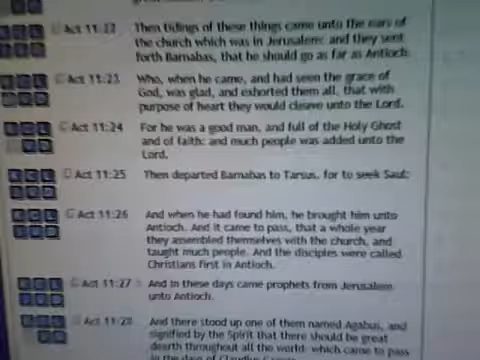 Act 11:22 Then tidings of these things came unto the ears of
the church which was in Jerusalem: and they sent
forth Barnabas, that he should go as far as Antioch.
Act 11:23 Who, when he came, and had seen the grace of
God, was glad, and exhorted them all, that with
purpose of heart they would cleave unto the Lord.
Act 11:24 For he was a good man, and full of the Holy Ghost
and of faith: and much people was added unto the
Lord.
Act 11:25 Then departed Barnabas to Tarsus, for to seek Saul:
Act 11:26 And when he had found him, he brought him unto
Antioch. And it came to pass, that a whole year
they assembled themselves with the church, and
taught much people. And the disciples were called
Christians first in Antioch.
Act 11:27 And in these days came prophets from Jerusalem
unto Antioch.
Act 11:28 And there stood up one of them named Agabus, and
signified by the Spirit that there should be great
dearth throughout all the world: which came to pass
in the days of Claudius